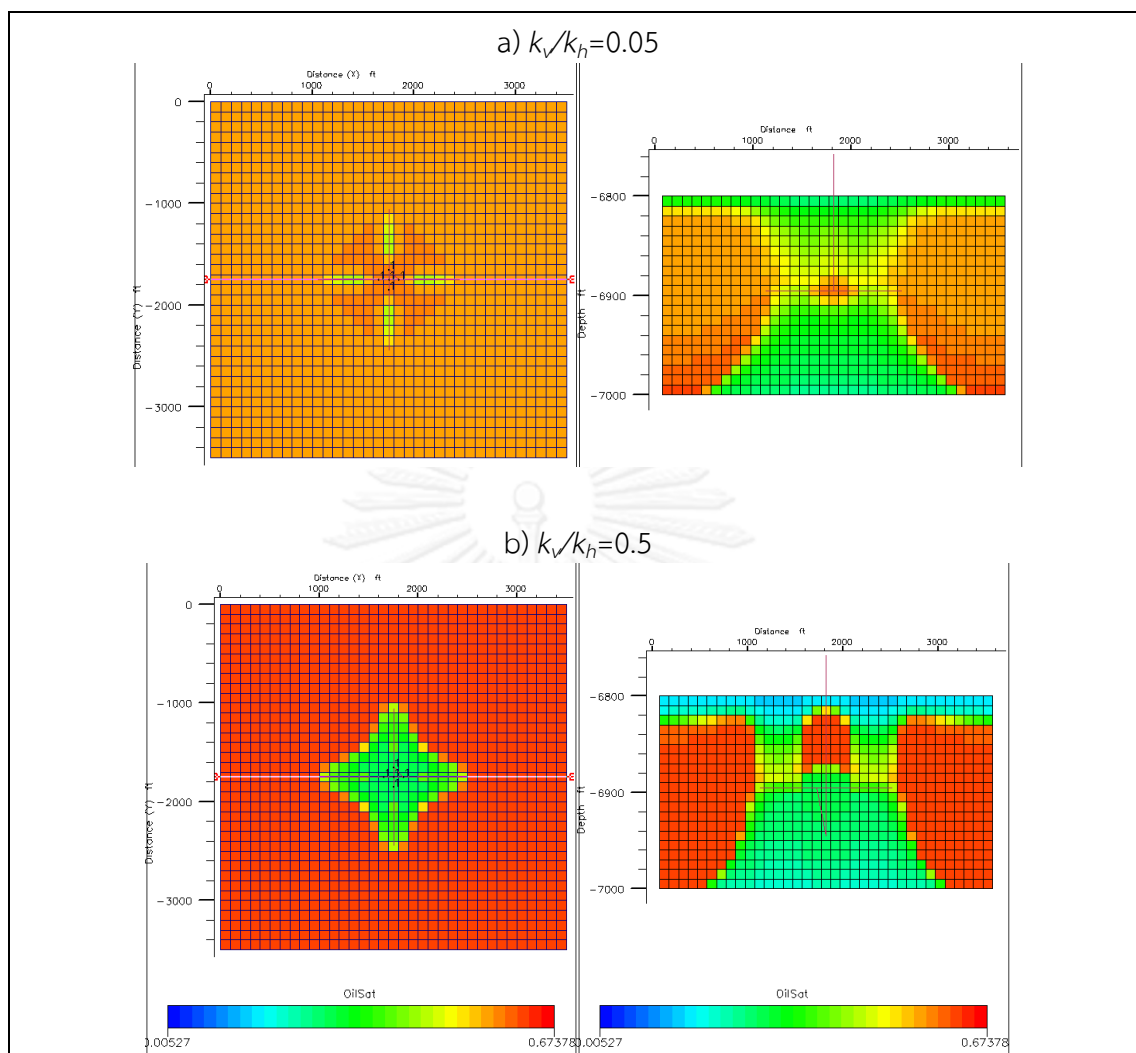 a) kv/kh=0.05
Distance (X) ft
0 1000 2000 3000
Distance (Y) ft
0
-1000
-2000
-3000
Distance ft
0 1000 2000 3000
Depth ft
-6800
-6900
-7000
b) kv/kh=0.5
Distance (X) ft
0 1000 2000 3000
Distance (Y) ft
0
-1000
-2000
-3000
Distance ft
0 1000 2000 3000
Depth ft
-6800
-6900
-7000
OilSat
0.00527 0.67378
OilSat
0.00527 0.67378